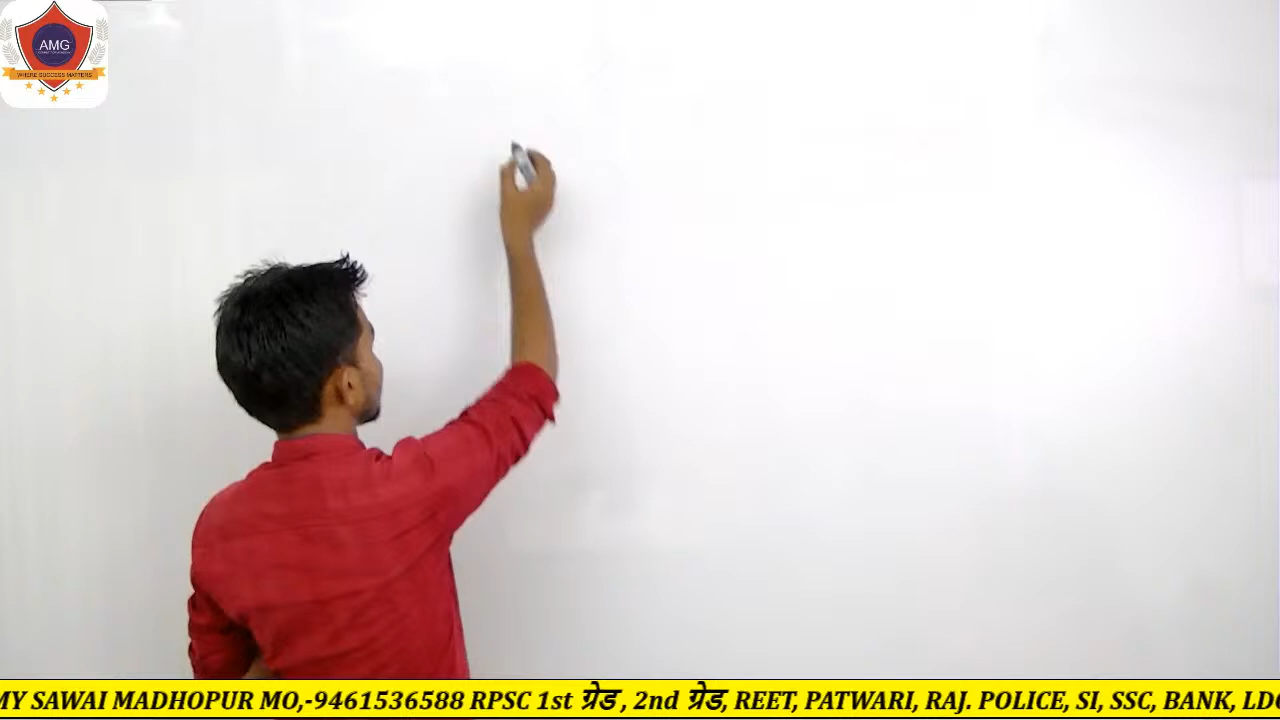 AMG
WHERE SUCCESS MATTERS
MY SAWAI MADHOPUR MO,-9461536588 RPSC 1st ग्रेड , 2nd ग्रेड, REET, PATWARI, RAJ. POLICE, SI, SSC, BANK, LDC